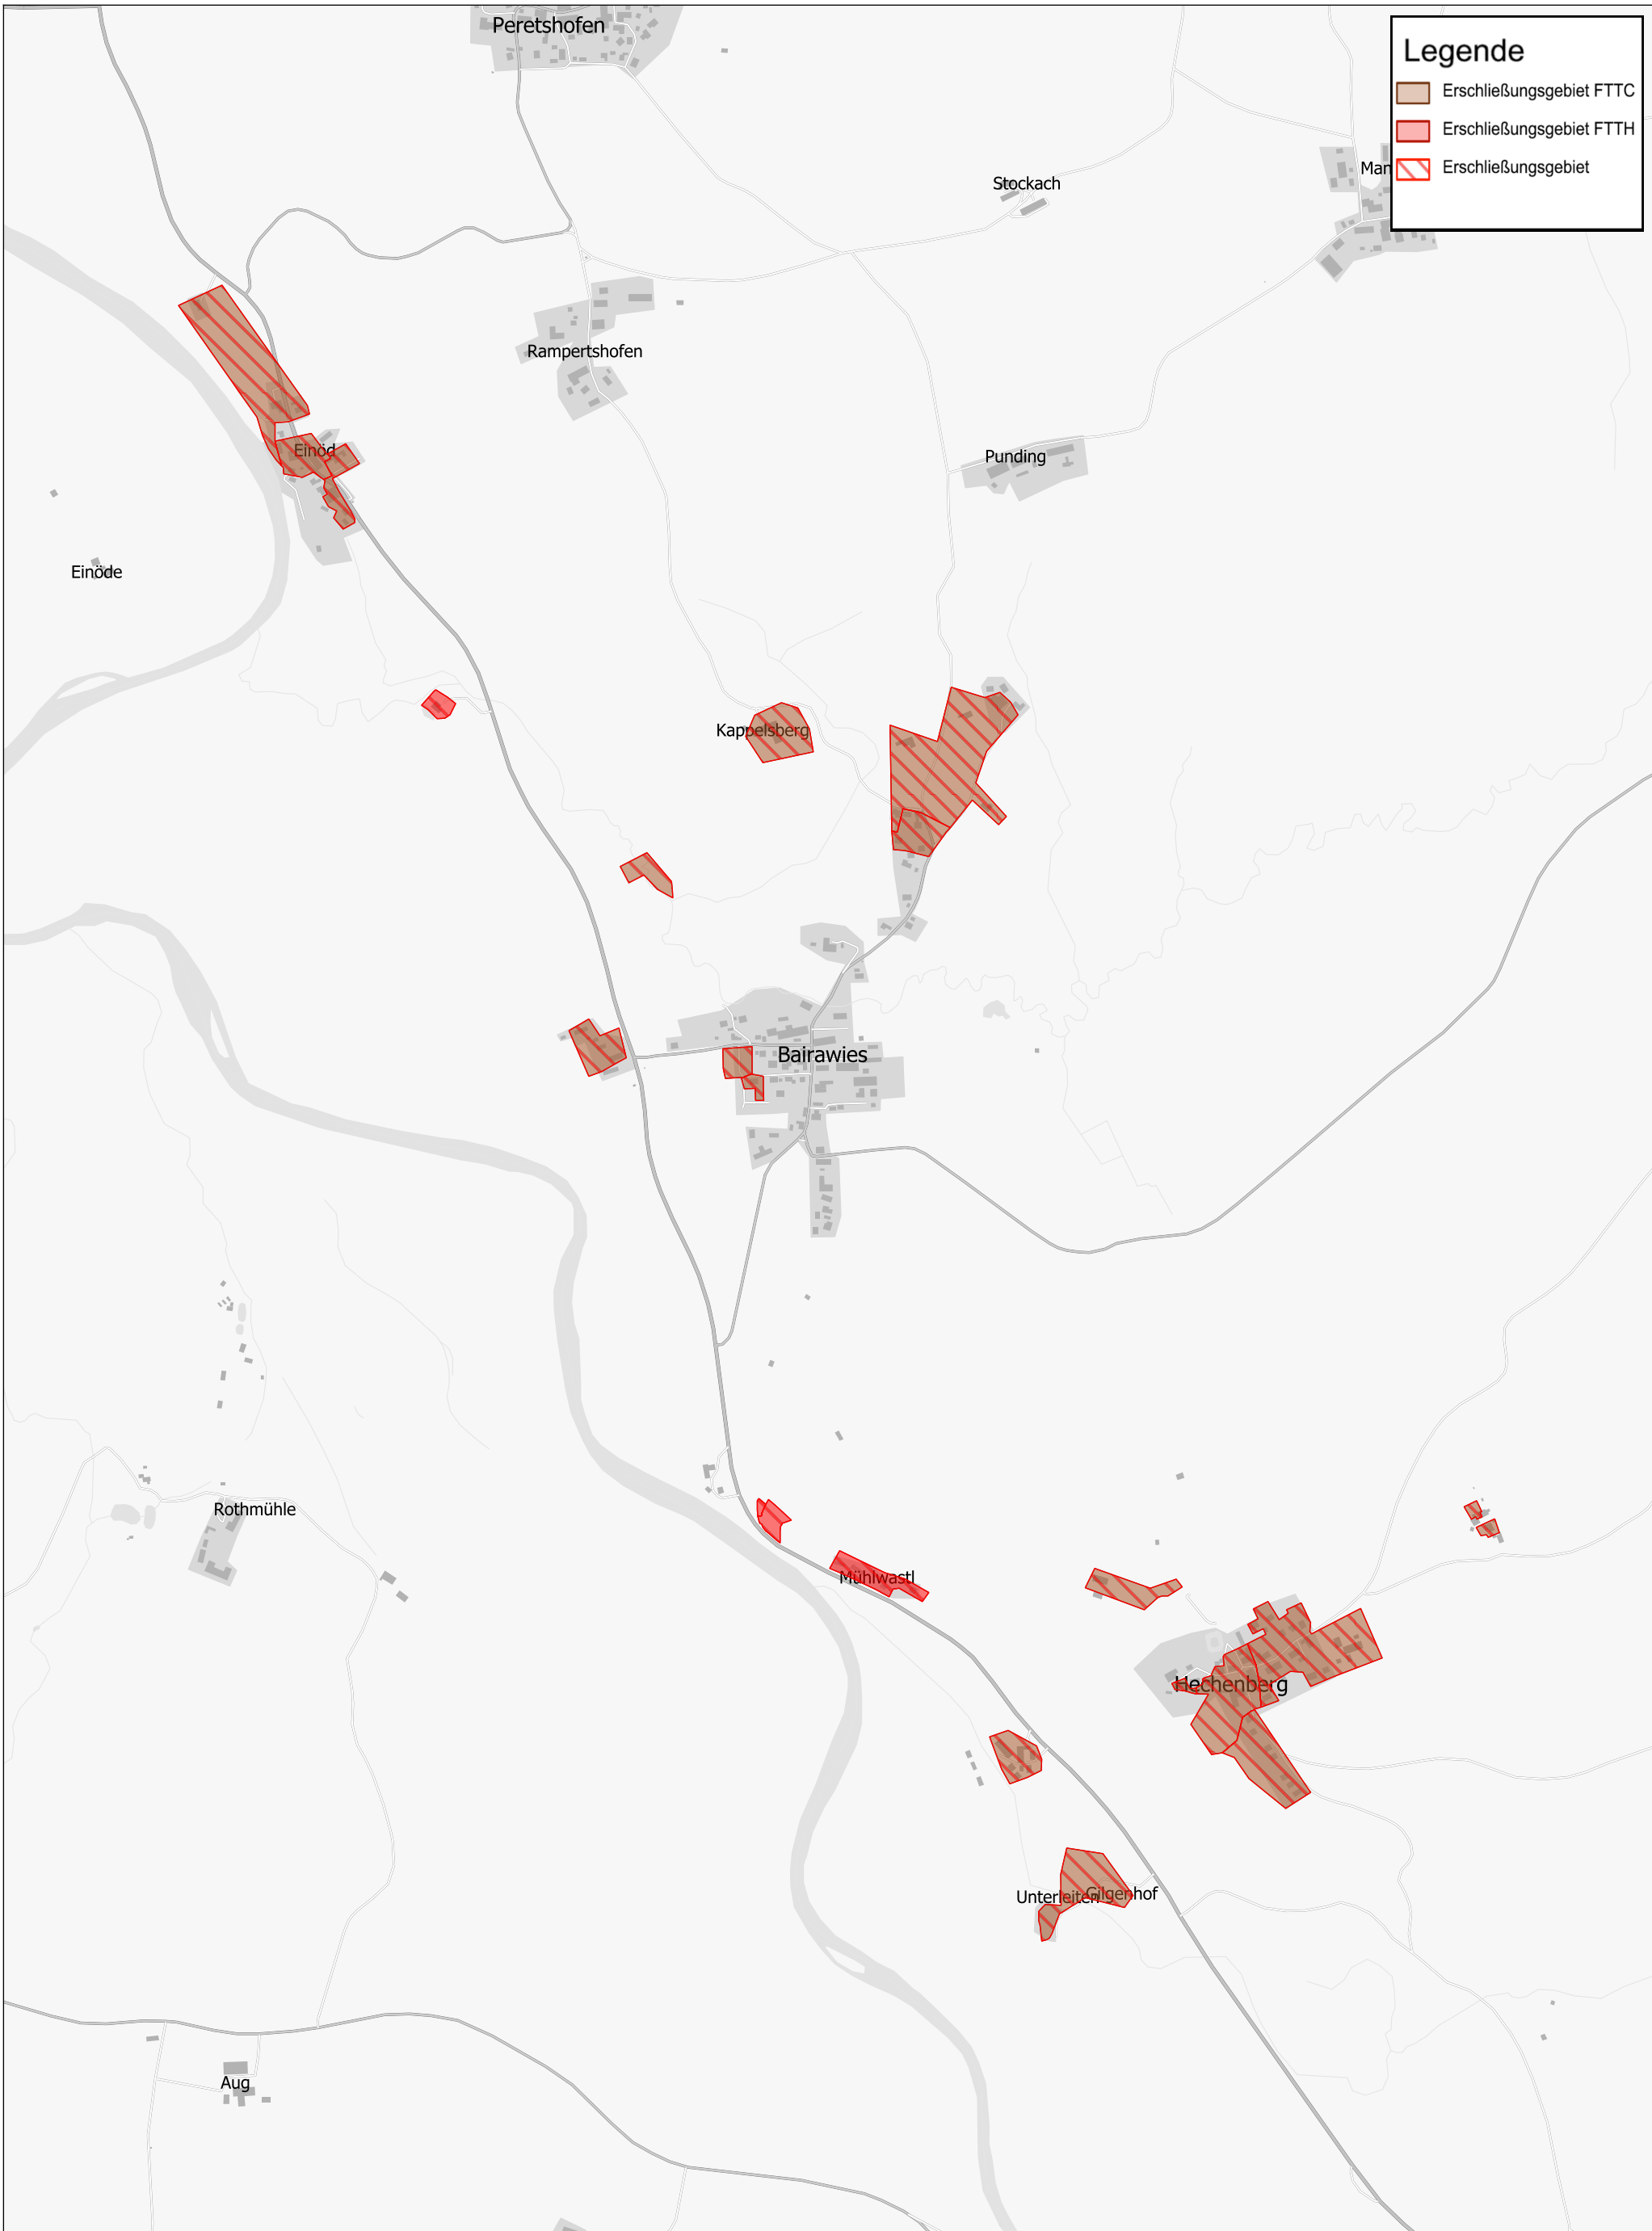 Peretshofen
Legende
Erschließungsgebiet FTTC
Erschließungsgebiet FTTH
Erschließungsgebiet
Man
Stockach
Rampertshofen
Einöd
Punding
Einöde
Kappelsberg
Bairawies
Rothmühle
Mühlwastl
Hechenberg
Unterleiten
Gilgenhof
Aug